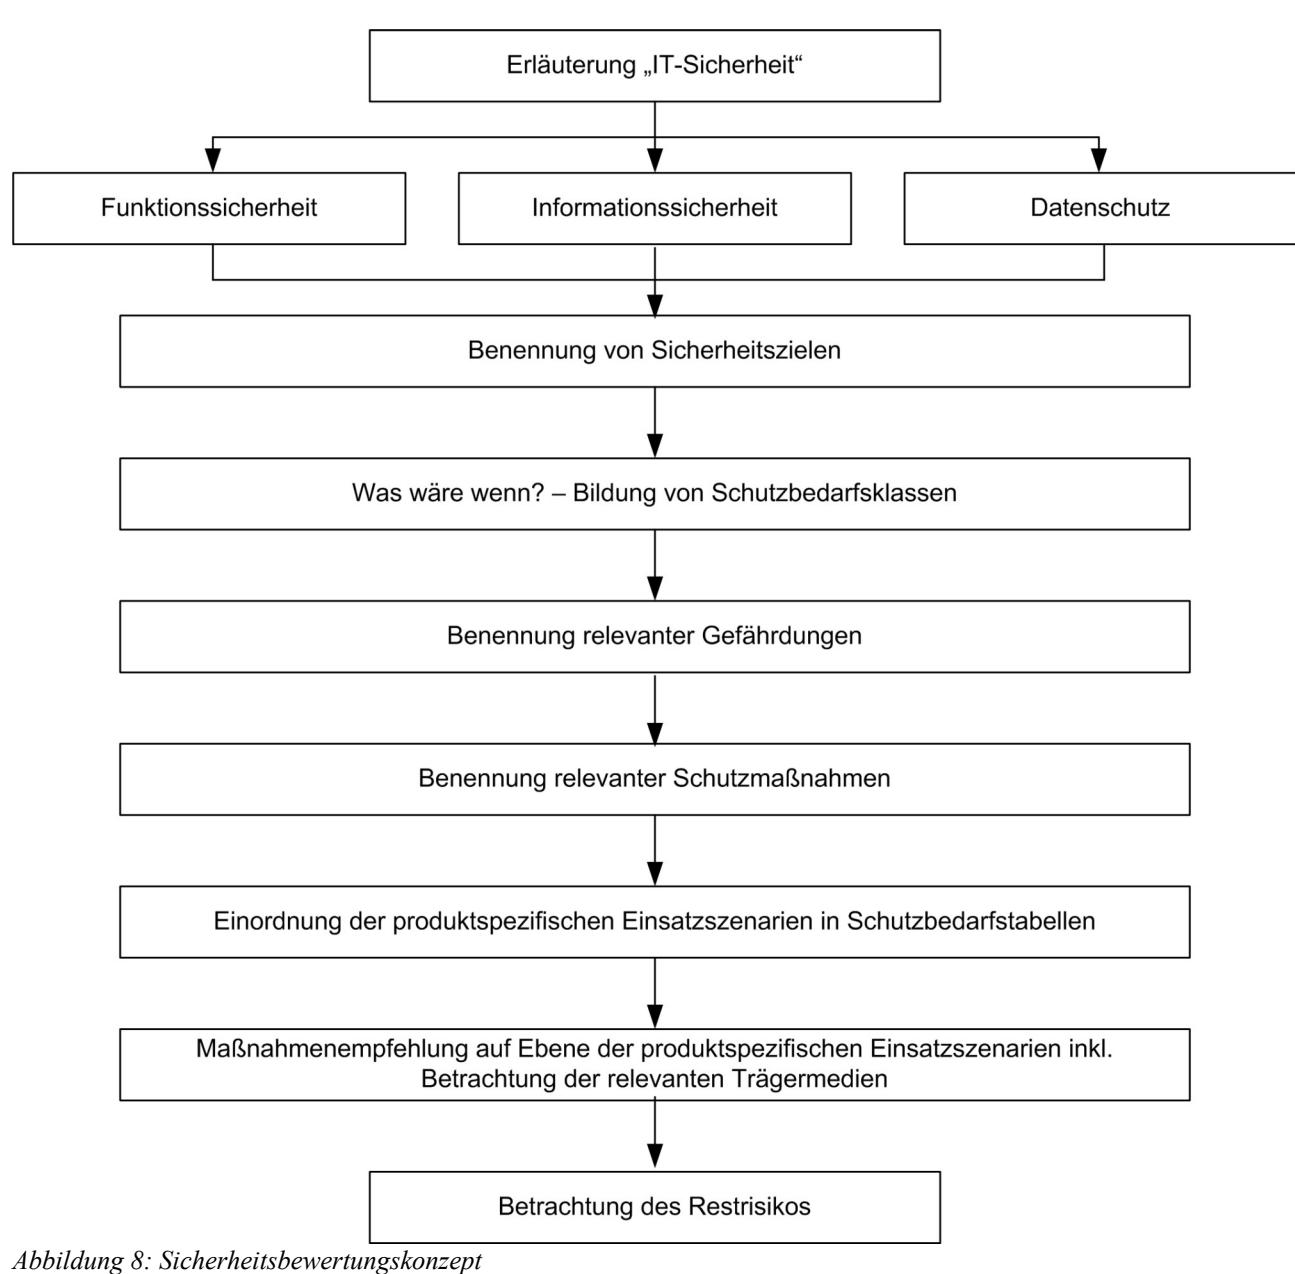 Erläuterung „IT-Sicherheit“
Funktionssicherheit
Informationssicherheit
Datenschutz
Benennung von Sicherheitszielen
Was wäre wenn? – Bildung von Schutzbedarfsklassen
Benennung relevanter Gefährdungen
Benennung relevanter Schutzmaßnahmen
Einordnung der produktspezifischen Einsatzszenarien in Schutzbedarfstabellen
Maßnahmenempfehlung auf Ebene der produktspezifischen Einsatzszenarien inkl.
Betrachtung der relevanten Trägermedien
Betrachtung des Restrisikos
Abbildung 8: Sicherheitsbewertungskonzept